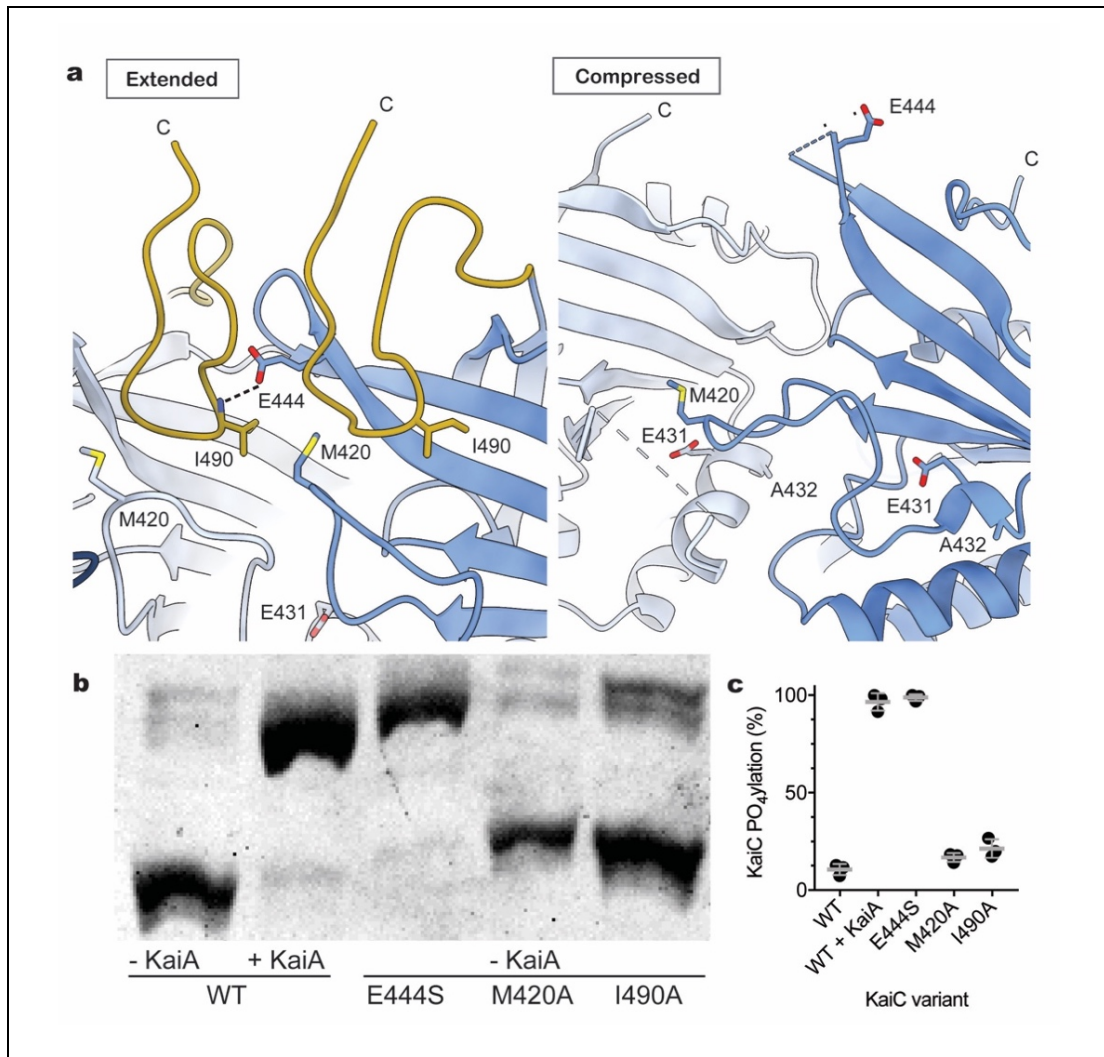 a
Extended
Compressed
C
C
E444
C
E444
I490
M420
I490
M420
E431
M420
E431
A432
E431
A432
b
- KaiA
+ KaiA
- KaiA
WT
E444S
M420A
I490A
c
KaiC PO₄ylation (%)
100
50
0
WT
WT + KaiA
E444S
M420A
I490A
KaiC variant